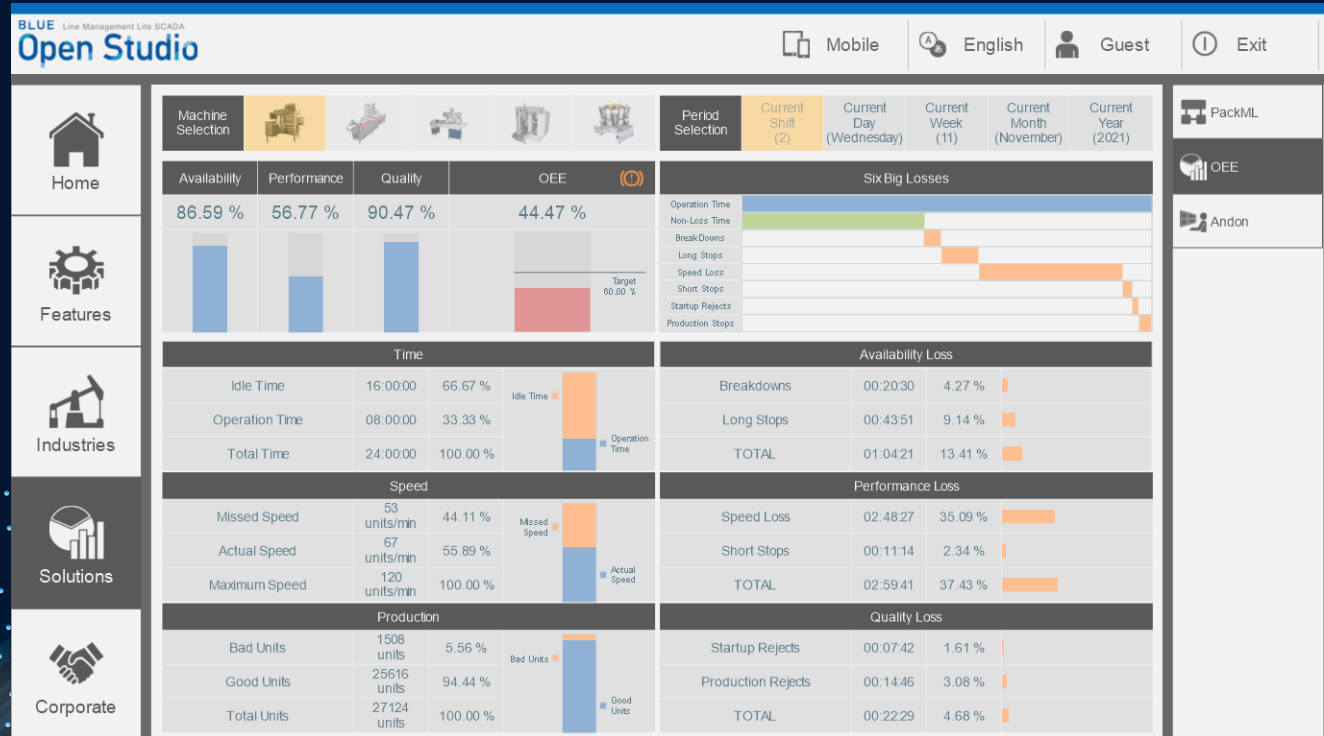 BLUE Line Management Lite SCADA
Open Studio
Mobile
English
Guest
Exit
Home
Features
Industries
Solutions
Corporate
Machine
Selection
Period
Selection
Current
Shift
(2)
Current
Day
(Wednesday)
Current
Week
(11)
Current
Month
(November)
Current
Year
(2021)
PackML
OEE
Andon
Availability Performance Quality OEE
86.59 % 56.77 % 90.47 % 44.47 %
Target
60.00 %
Six Big Losses
Operation Time
Non-Loss Time
BreakDowns
Long Stops
Speed Loss
Short Stops
Startup Rejects
Production Stops
Time
Idle Time 16:00:00 66.67 %
Operation Time 08:00:00 33.33 %
Total Time 24:00:00 100.00 %
Idle Time
Operation
Time
Availability Loss
Breakdowns 00:20:30 4.27 %
Long Stops 00:43:51 9.14 %
TOTAL 01:04:21 13.41 %
Speed
Missed Speed 53 units/min 44.11 %
Actual Speed 67 units/min 55.89 %
Maximum Speed 120 units/min 100.00 %
Missed
Speed
Actual
Speed
Performance Loss
Speed Loss 02:48:27 35.09 %
Short Stops 00:11:14 2.34 %
TOTAL 02:59:41 37.43 %
Production
Bad Units 1508 units 5.56 %
Good Units 25616 units 94.44 %
Total Units 27124 units 100.00 %
Bad Units
Good
Units
Quality Loss
Startup Rejects 00:07:42 1.61 %
Production Rejects 00:14:46 3.08 %
TOTAL 00:22:29 4.68 %